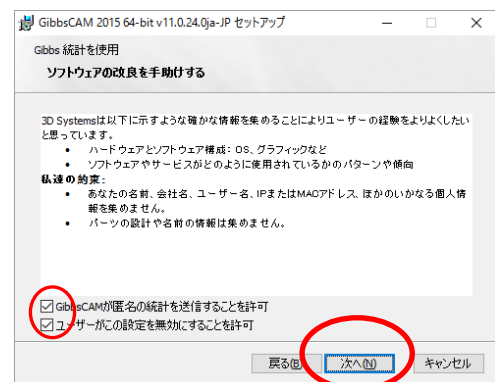 GibbsCAM 2015 64-bit v11.0.24.0ja-JP セットアップ
Gibbs 統計を使用
ソフトウェアの改良を手助けする
3D Systemsは以下に示すような確かな情報を集めることによりユーザーの経験をよりよくしたい
と思っています。
• ハードウェアとソフトウェア構成: OS、グラフィックなど
• ソフトウェアやサービスがどのように使用されているかのパターンや傾向
私達の約束:
• あなたの名前、会社名、ユーザー名、IPまたはMACアドレス、ほかのいかなる個人情
報を集めません。
• パーツの設計や名前の情報は集めません。
GibbsCAMが匿名の統計を送信することを許可
ユーザーがこの設定を無効にすることを許可
戻る(B) 次へ(N) キャンセル